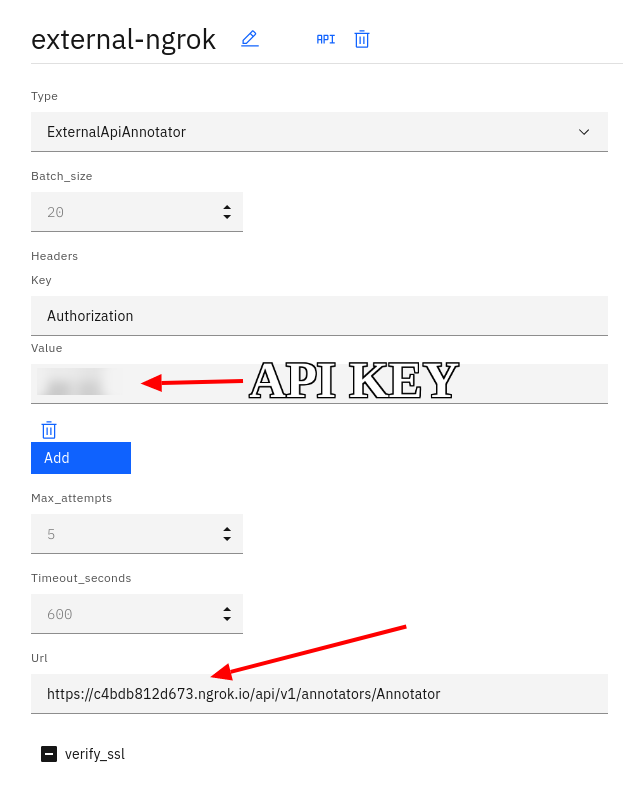 external-ngrok
API
Type
ExternalApiAnnotator
Batch_size
20
Headers
Key
Authorization
Value
API KEY
Add
Max_attempts
5
Timeout_seconds
600
Url
https://c4bdb812d673.ngrok.io/api/v1/annotators/Annotator
verify_ssl